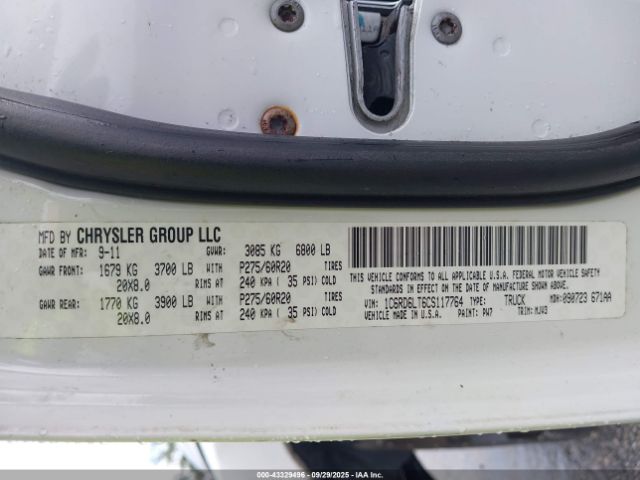 MFD BY CHRYSLER GROUP LLC
DATE OF MFR: 9-11 GVWR: 3085 KG 6800 LB
GAWR FRONT: 1679 KG 3700 LB WITH P275/60R20 TIRES
20X8.0 RIMS AT 240 KPA ( 35 PSI) COLD
GAWR REAR: 1770 KG 3900 LB WITH P275/60R20 TIRES
20X8.0 RIMS AT 240 KPA ( 35 PSI) COLD
THIS VEHICLE CONFORMS TO ALL APPLICABLE U.S.A. FEDERAL MOTOR VEHICLE SAFETY
STANDARDS IN EFFECT ON THE DATE OF MANUFACTURE SHOWN ABOVE.
VIN: 1C6RD6LT6CS117764 TYPE: TRUCK MDH: 090723 671AA
VEHICLE MADE IN U.S.A. PAINT: PW7 TRIM: MJV3
000-43329496 - 09/29/2025 - IAA Inc.